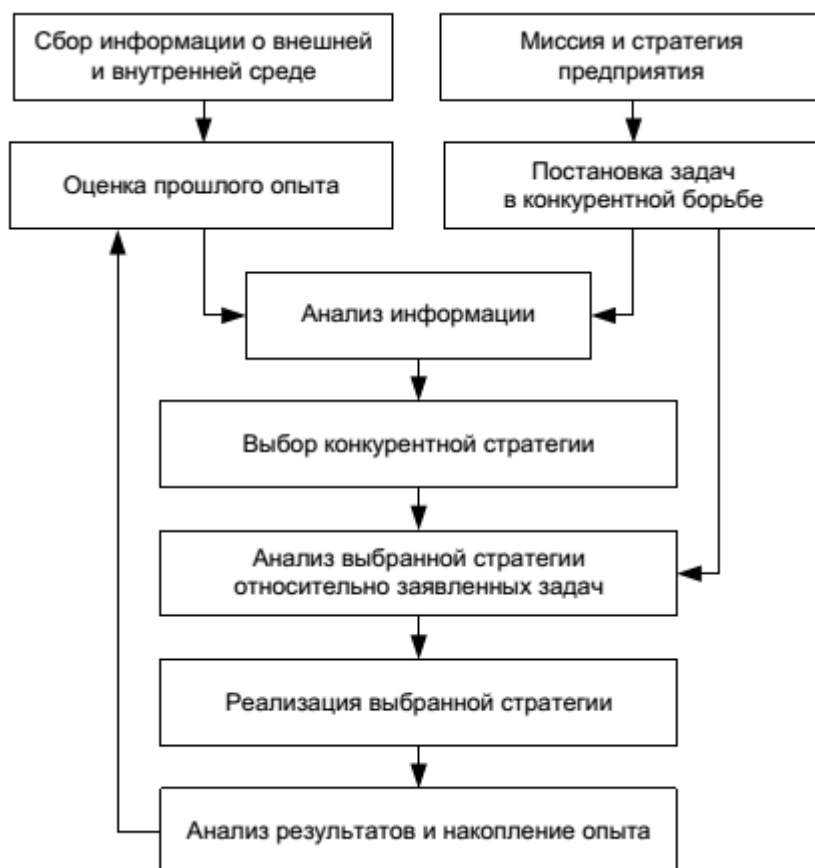 Сбор информации о внешней
и внутренней среде
Миссия и стратегия
предприятия
Оценка прошлого опыта
Постановка задач
в конкурентной борьбе
Анализ информации
Выбор конкурентной стратегии
Анализ выбранной стратегии
относительно заявленных задач
Реализация выбранной стратегии
Анализ результатов и накопление опыта